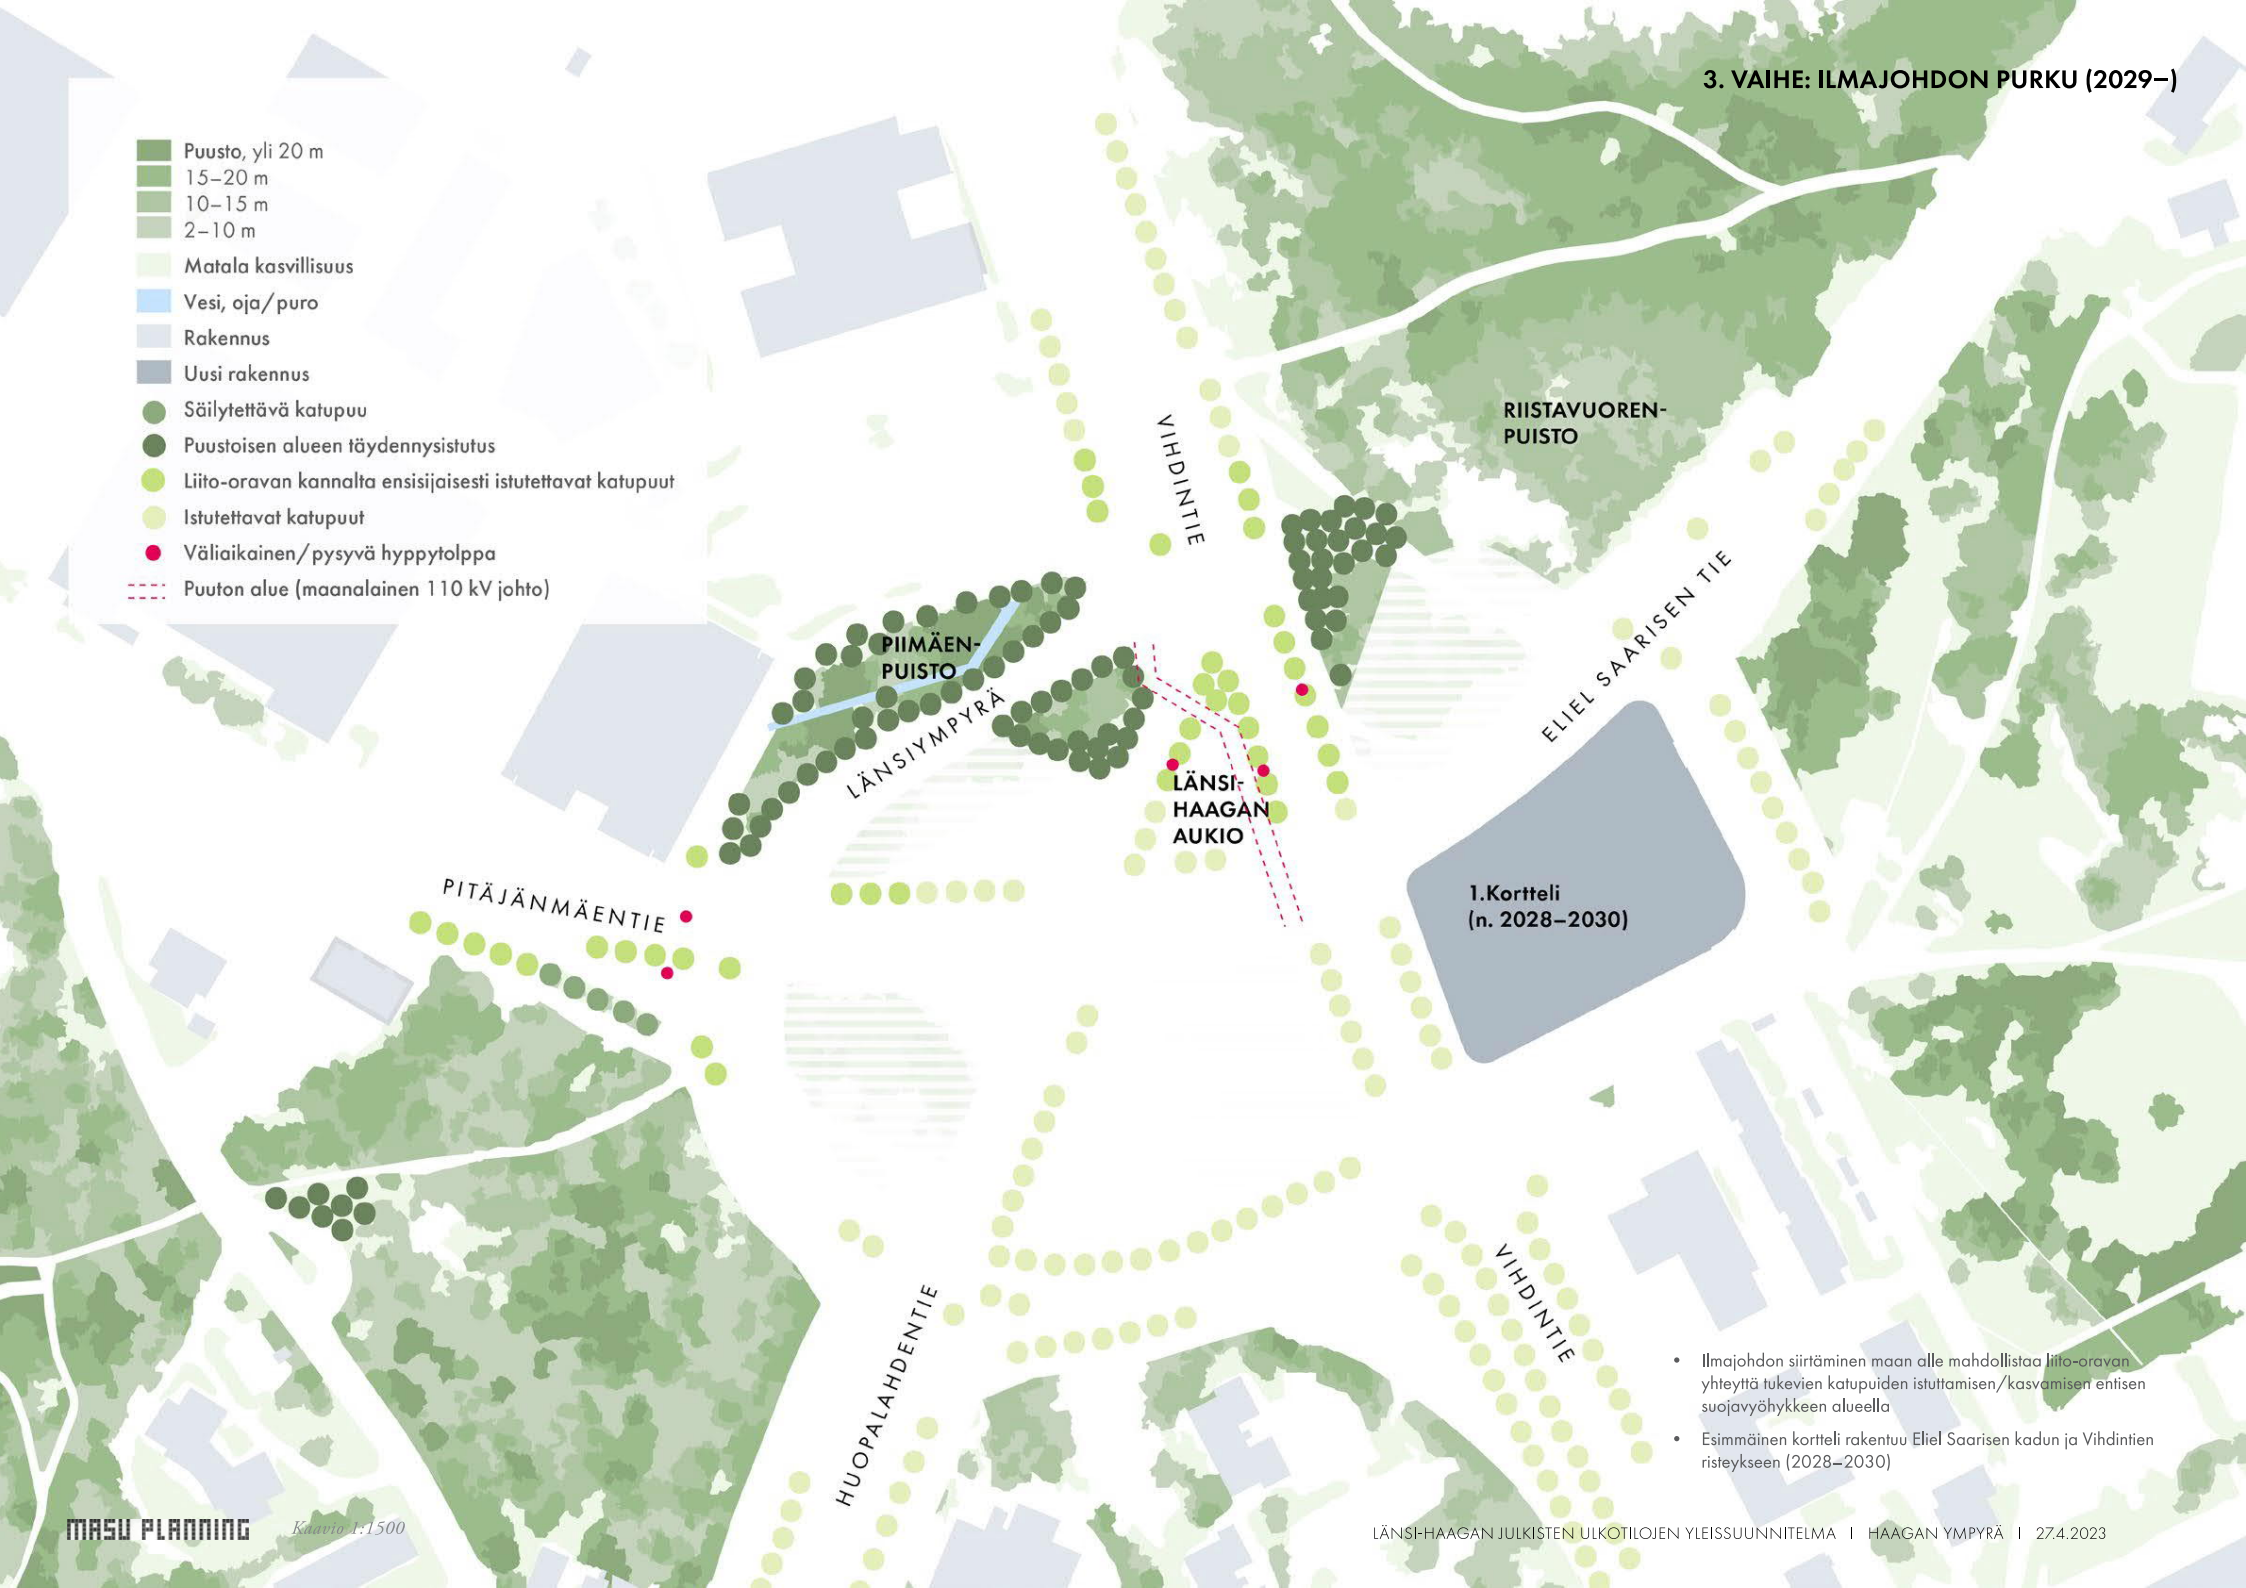 3. VAIHE: ILMAJOHDON PURKU (2029–)
Puusto, yli 20 m
15–20 m
10–15 m
2–10 m
Matala kasvillisuus
Vesi, oja/puro
Rakennus
Uusi rakennus
Säilytettävä katupuu
Puustoisen alueen täydennysistutus
Liito-oravan kannalta ensisijaisesti istutettavat katupuut
Istutettavat katupuut
Väliaikainen/pysyvä hyppytolppa
Puuton alue (maanalainen 110 kV johto)
VIHDINTIE
RIISTAVUOREN-
PUISTO
ELIEL SAARISEN TIE
PIIMÄEN-
PUISTO
LÄNSIYMPYRÄ
LÄNSI-
HAAGAN
AUKIO
PITÄJÄNMÄENTIE
1.Kortteli
(n. 2028–2030)
HUOPALAHDENTIE
VIHDINTIE
• Ilmajohdon siirtäminen maan alle mahdollistaa liito-oravan
yhteyttä tukevien katupuiden istuttamisen/kasvamisen entisen
suojavyöhykkeen alueella
• Esimmäinen kortteli rakentuu Eliel Saarisen kadun ja Vihdintien
risteykseen (2028–2030)
MASU PLANNING
Kaavio 1:1500
LÄNSI-HAAGAN JULKISTEN ULKOTILOJEN YLEISSUUNNITELMA I HAAGAN YMPYRÄ I 27.4.2023